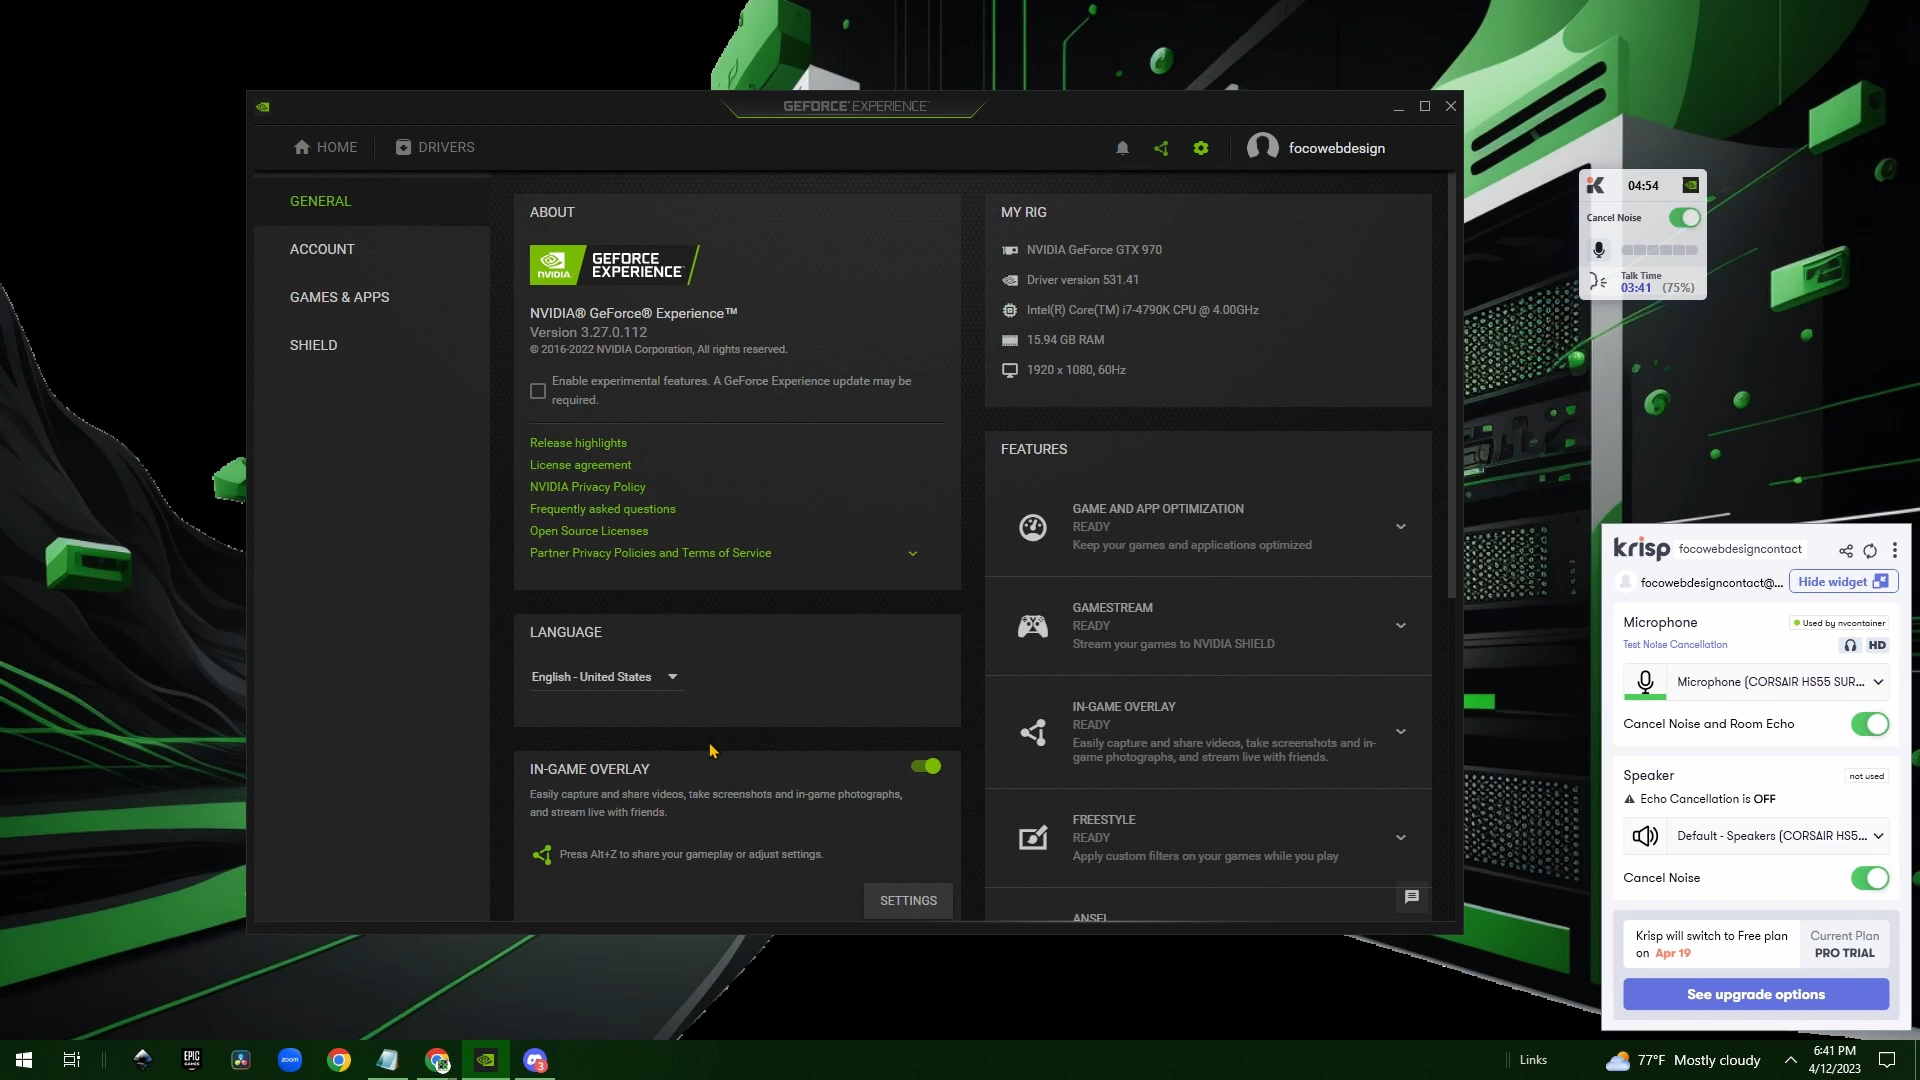 GEFORCE EXPERIENCE
HOME
DRIVERS
focowebdesign
GENERAL
ACCOUNT
GAMES & APPS
SHIELD
ABOUT
NVIDIA
GEFORCE
EXPERIENCE
NVIDIA® GeForce® Experience™
Version 3.27.0.112
© 2016-2022 NVIDIA Corporation, All rights reserved.
Enable experimental features. A GeForce Experience update may be
required.
Release highlights
License agreement
NVIDIA Privacy Policy
Frequently asked questions
Open Source Licenses
Partner Privacy Policies and Terms of Service
LANGUAGE
English - United States
IN-GAME OVERLAY
Easily capture and share videos, take screenshots and in-game photographs,
and stream live with friends.
Press Alt+Z to share your gameplay or adjust settings.
SETTINGS
MY RIG
NVIDIA GeForce GTX 970
Driver version 531.41
Intel(R) Core(TM) i7-4790K CPU @ 4.00GHz
15.94 GB RAM
1920 x 1080, 60Hz
FEATURES
GAME AND APP OPTIMIZATION
READY
Keep your games and applications optimized
GAMESTREAM
READY
Stream your games to NVIDIA SHIELD
IN-GAME OVERLAY
READY
Easily capture and share videos, take screenshots and in-
game photographs, and stream live with friends.
FREESTYLE
READY
Apply custom filters on your games while you play
ANSEL
04:54
Cancel Noise
Talk Time
03:41 (75%)
krisp focowebdesigncontact
focowebdesigncontact@...
Hide widget
Microphone
Used by nvcontainer
Test Noise Cancellation
HD
Microphone (CORSAIR HS55 SUR...
Cancel Noise and Room Echo
Speaker
not used
Echo Cancellation is OFF
Default - Speakers (CORSAIR HS5...
Cancel Noise
Krisp will switch to Free plan
on Apr 19
Current Plan
PRO TRIAL
See upgrade options
EPIC
GAMES
zoom
3
Links
77°F Mostly cloudy
6:41 PM
4/12/2023